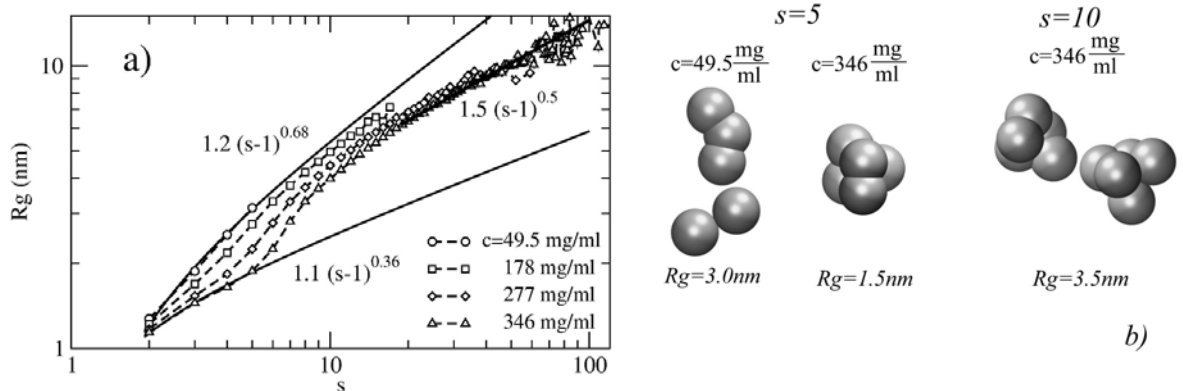 a)
Rg (nm)
10
1
1.2 (s-1)^0.68
1.5 (s-1)^0.5
1.1 (s-1)^0.36
c=49.5 mg/ml
178 mg/ml
277 mg/ml
346 mg/ml
1 10 100
s
s=5 s=10
c=49.5 mg/ml c=346 mg/ml c=346 mg/ml
Rg=3.0nm Rg=1.5nm Rg=3.5nm
b)